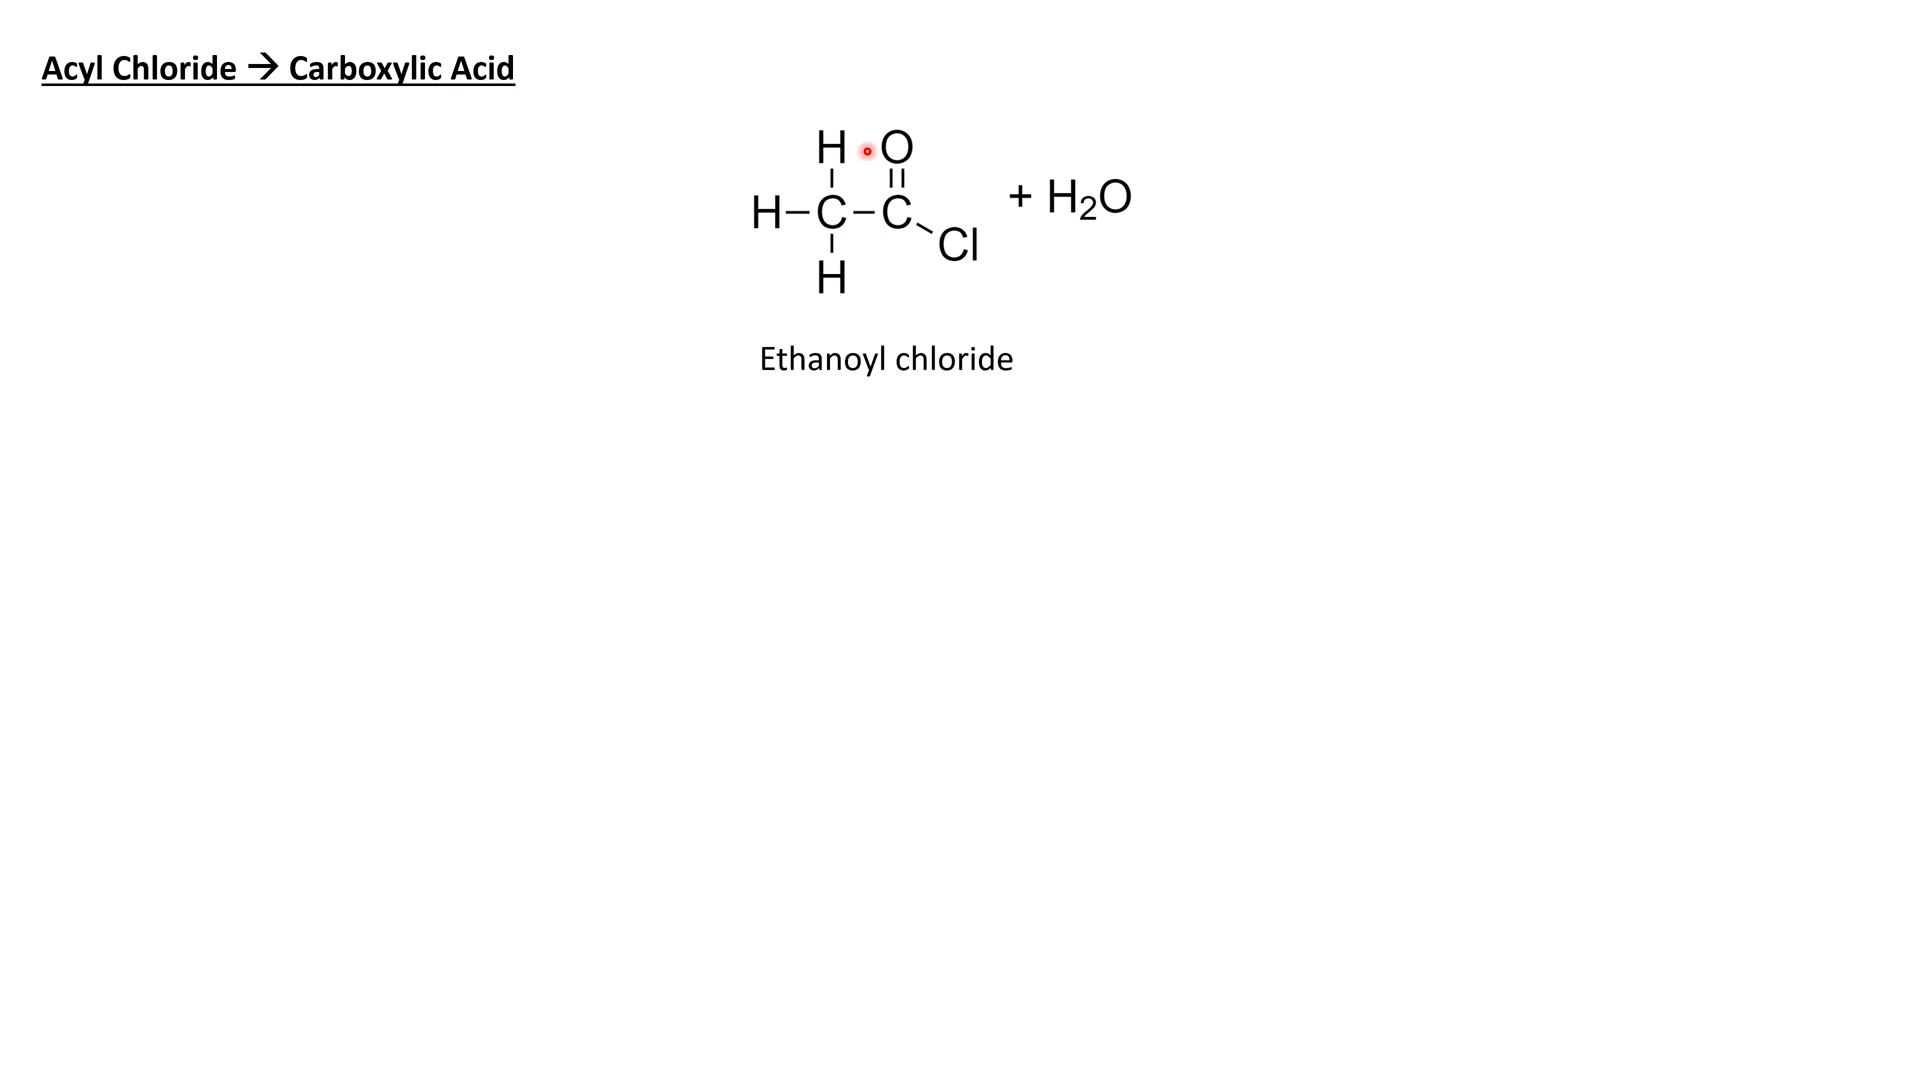 Acyl Chloride → Carboxylic Acid
H O
H–C–C + H₂O
Cl
H
Ethanoyl chloride